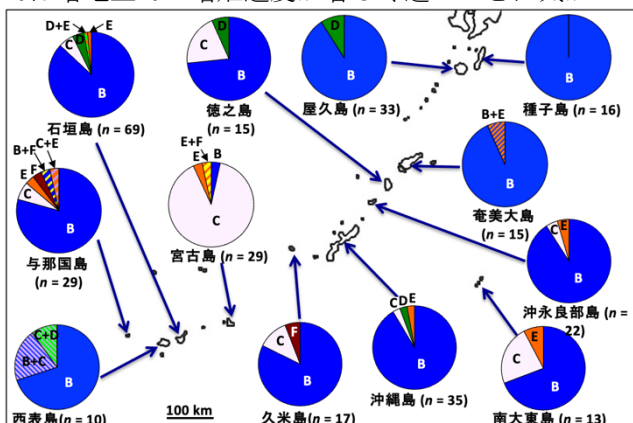 D+E
E
C
D
B
石垣島 (n = 69)
D
C
B
徳之島
(n = 15)
D
B
屋久島 (n = 33)
B
種子島 (n = 16)
B+F
C+E
E
F
C
B
与那国島
(n = 29)
E+F
E
B
C
宮古島 (n = 29)
B+E
B
奄美大島
(n = 15)
C
E
B
沖永良部島 (n =
22)
C+D
B+C
B
西表島(n = 10)
100 km
F
C
B
久米島(n = 17)
C
D
E
B
沖縄島 (n = 35)
E
C
B
南大東島(n = 13)